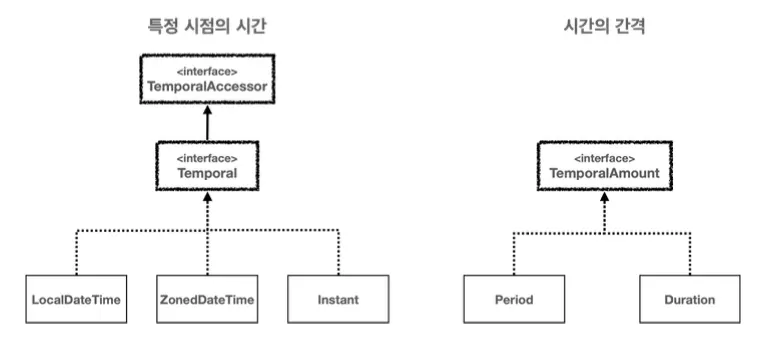 특정 시점의 시간
<interface>
TemporalAccessor
<interface>
Temporal
LocalDateTime
ZonedDateTime
Instant
시간의 간격
<interface>
TemporalAmount
Period
Duration